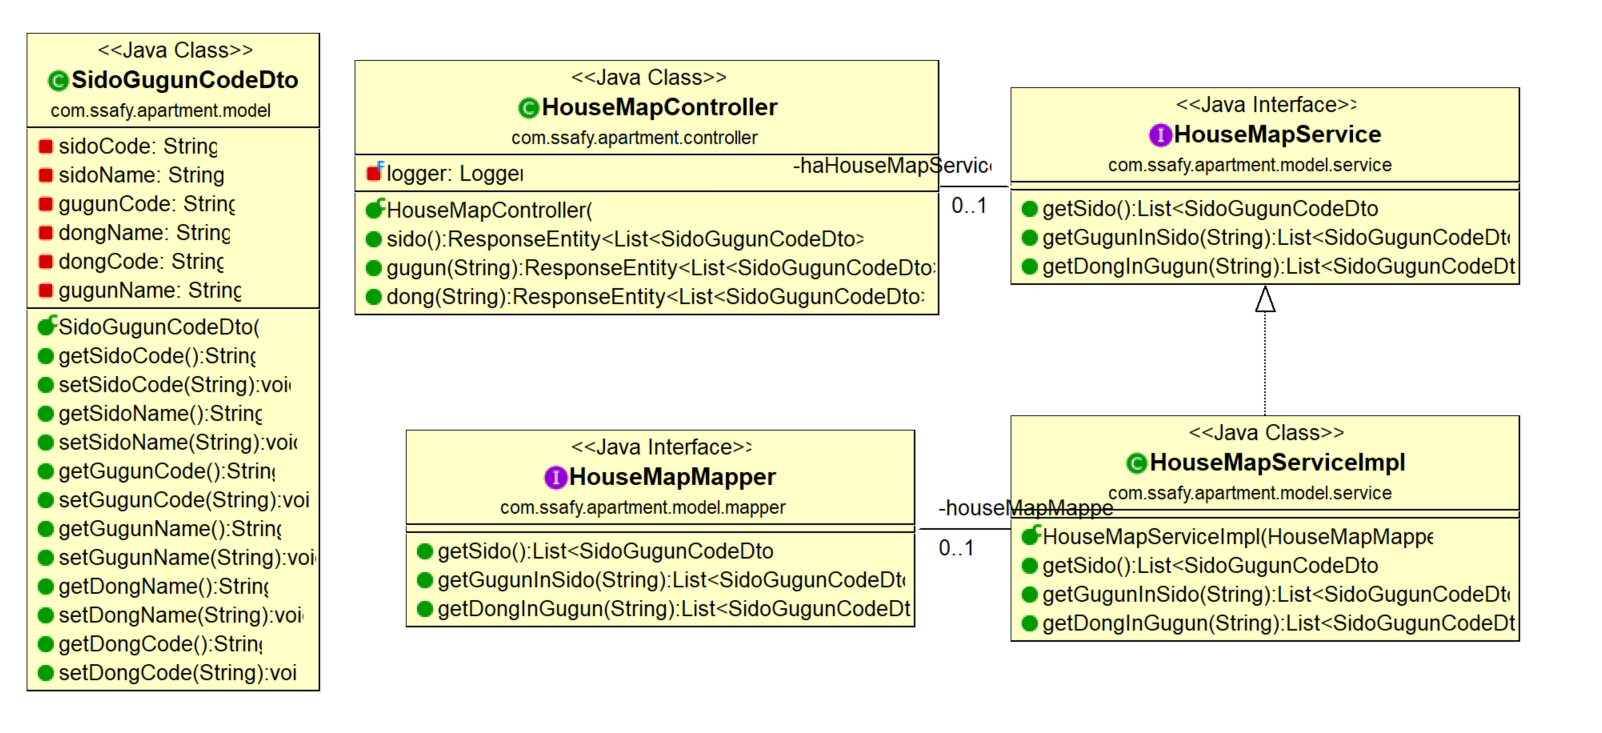 <<Java Class>>
SidoGugunCodeDto
com.ssafy.apartment.model
sidoCode: String
sidoName: String
gugunCode: String
dongName: String
dongCode: String
gugunName: String
SidoGugunCodeDto(
getSidoCode():String
setSidoCode(String):voi
getSidoName():String
setSidoName(String):voic
getGugunCode():String
setGugunCode(String):voi
getGugunName():String
setGugunName(String):voi
getDongName():String
setDongName(String):voi
getDongCode():String
setDongCode(String):voi
<<Java Class>>
HouseMapController
com.ssafy.apartment.controller
logger: Logger
HouseMapController(
sido():ResponseEntity<List<SidoGugunCodeDto>
gugun(String):ResponseEntity<List<SidoGugunCodeDto>
dong(String):ResponseEntity<List<SidoGugunCodeDto>
-haHouseMapService
0..1
<<Java Interface>>
HouseMapService
com.ssafy.apartment.model.service
getSido():List<SidoGugunCodeDto
getGugunInSido(String):List<SidoGugunCodeDto
getDongInGugun(String):List<SidoGugunCodeDt
<<Java Interface>>
HouseMapMapper
com.ssafy.apartment.model.mapper
getSido():List<SidoGugunCodeDto
getGugunInSido(String):List<SidoGugunCodeDto
getDongInGugun(String):List<SidoGugunCodeDt
-houseMapMappe
0..1
<<Java Class>>
HouseMapServiceImpl
com.ssafy.apartment.model.service
HouseMapServiceImpl(HouseMapMappe
getSido():List<SidoGugunCodeDto
getGugunInSido(String):List<SidoGugunCodeDto
getDongInGugun(String):List<SidoGugunCodeDt